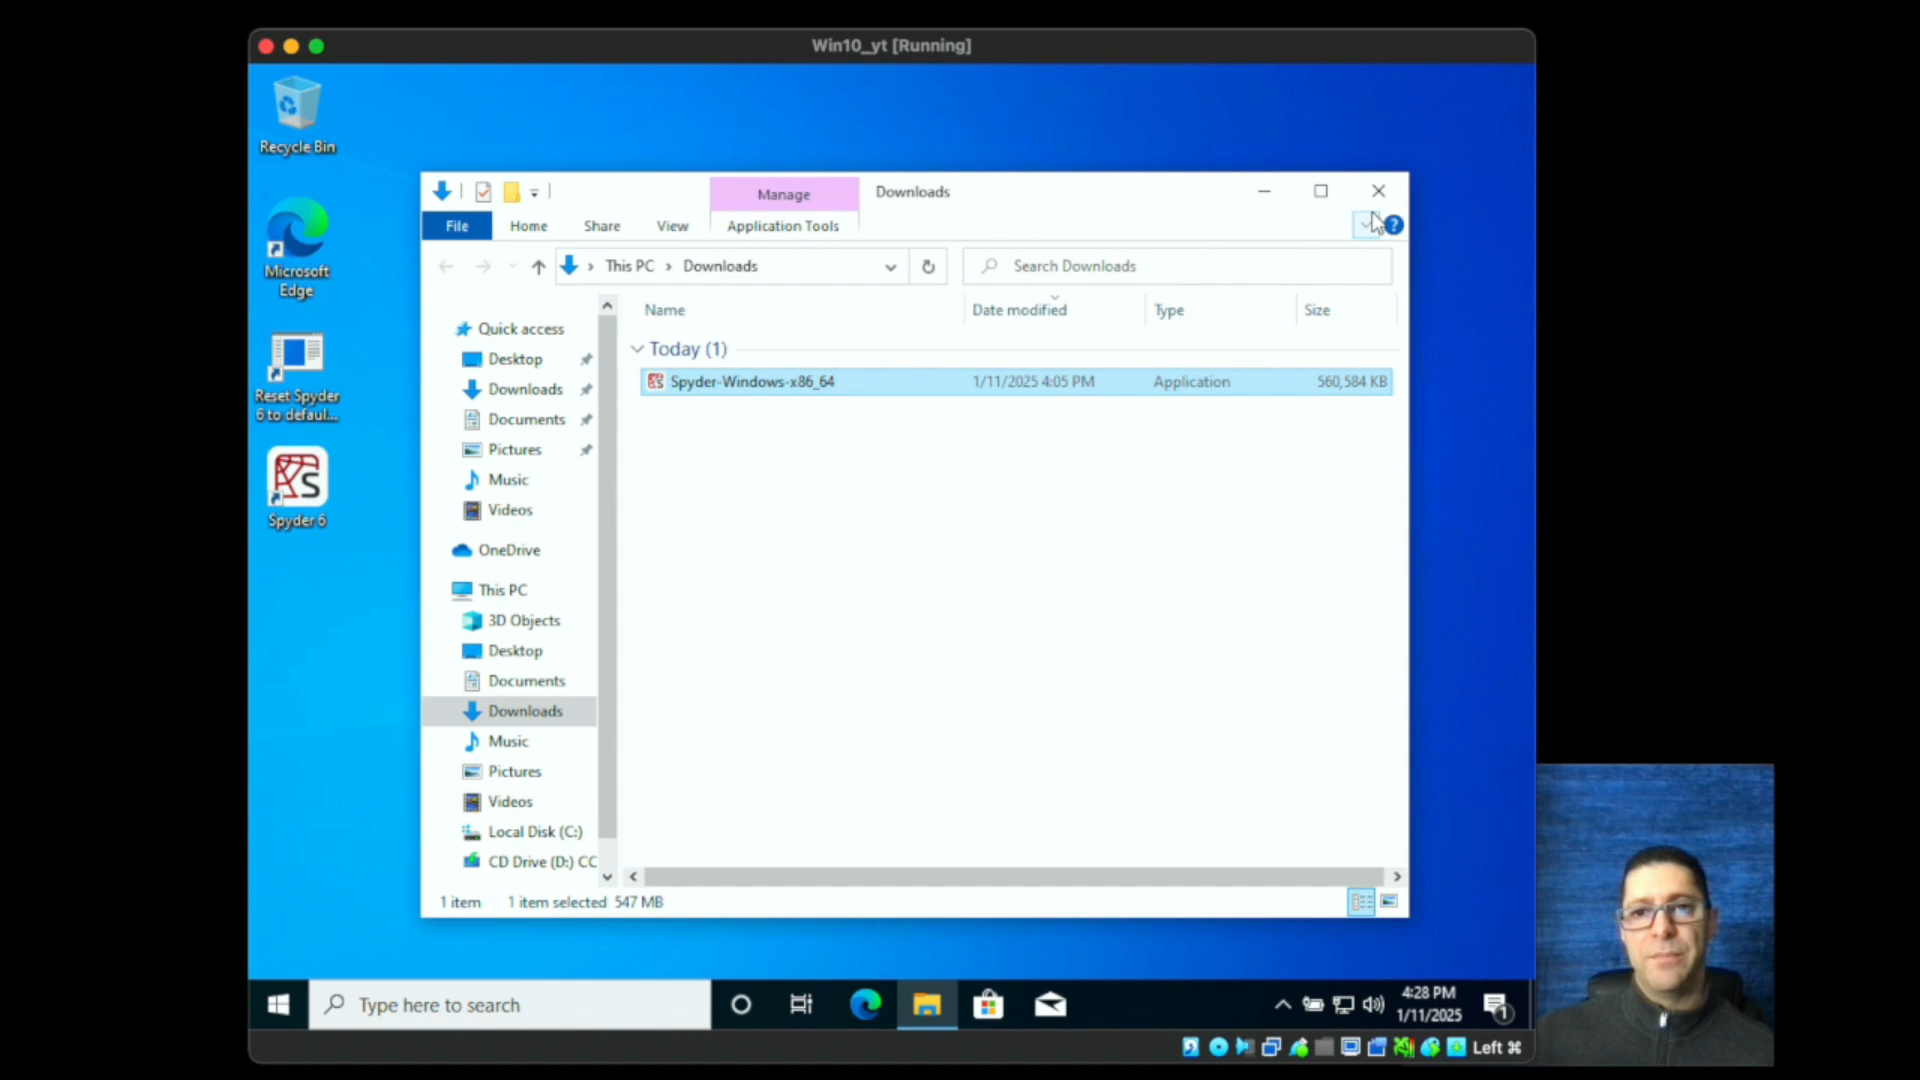 Win10_yt [Running]
Recycle Bin
Microsoft
Edge
Reset Spyder
6 to defaul...
Spyder 6
Manage
Downloads
File
Home
Share
View
Application Tools
This PC
Downloads
Search Downloads
Name
Date modified
Type
Size
Today (1)
Spyder-Windows-x86_64
1/11/2025 4:05 PM
Application
560,584 KB
Quick access
Desktop
Downloads
Documents
Pictures
Music
Videos
OneDrive
This PC
3D Objects
Desktop
Documents
Downloads
Music
Pictures
Videos
Local Disk (C:)
CD Drive (D:) CC
1 item
1 item selected 547 MB
Type here to search
4:28 PM
1/11/2025
1
Left ⌘